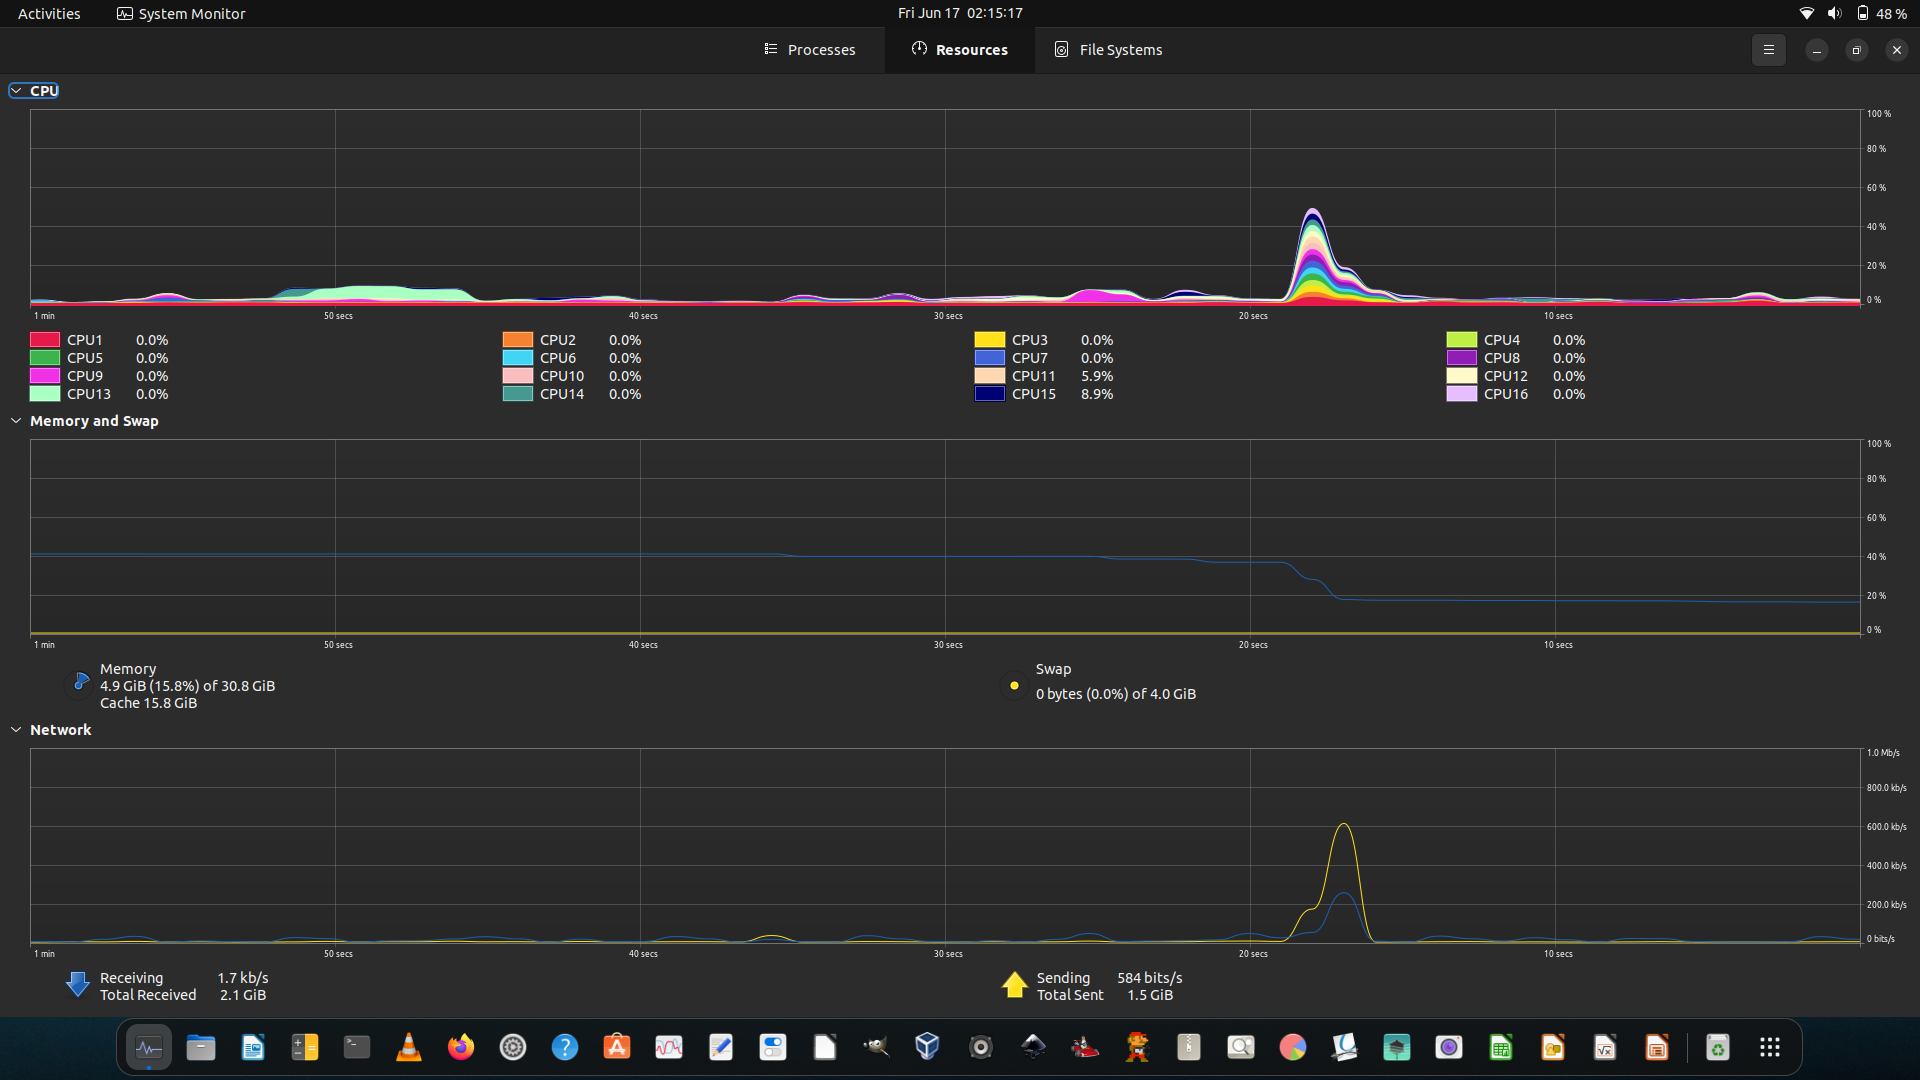 Activities System Monitor Fri Jun 17 02:15:17 48 %
Processes Resources File Systems
CPU
100 %
80 %
60 %
40 %
20 %
0 %
1 min 50 secs 40 secs 30 secs 20 secs 10 secs
CPU1 0.0% CPU2 0.0% CPU3 0.0% CPU4 0.0%
CPU5 0.0% CPU6 0.0% CPU7 0.0% CPU8 0.0%
CPU9 0.0% CPU10 0.0% CPU11 5.9% CPU12 0.0%
CPU13 0.0% CPU14 0.0% CPU15 8.9% CPU16 0.0%
Memory and Swap
100 %
80 %
60 %
40 %
20 %
0 %
1 min 50 secs 40 secs 30 secs 20 secs 10 secs
Memory
4.9 GiB (15.8%) of 30.8 GiB
Cache 15.8 GiB
Swap
0 bytes (0.0%) of 4.0 GiB
Network
1.0 Mb/s
800.0 kb/s
600.0 kb/s
400.0 kb/s
200.0 kb/s
0 bits/s
1 min 50 secs 40 secs 30 secs 20 secs 10 secs
Receiving 1.7 kb/s
Total Received 2.1 GiB
Sending 584 bits/s
Total Sent 1.5 GiB